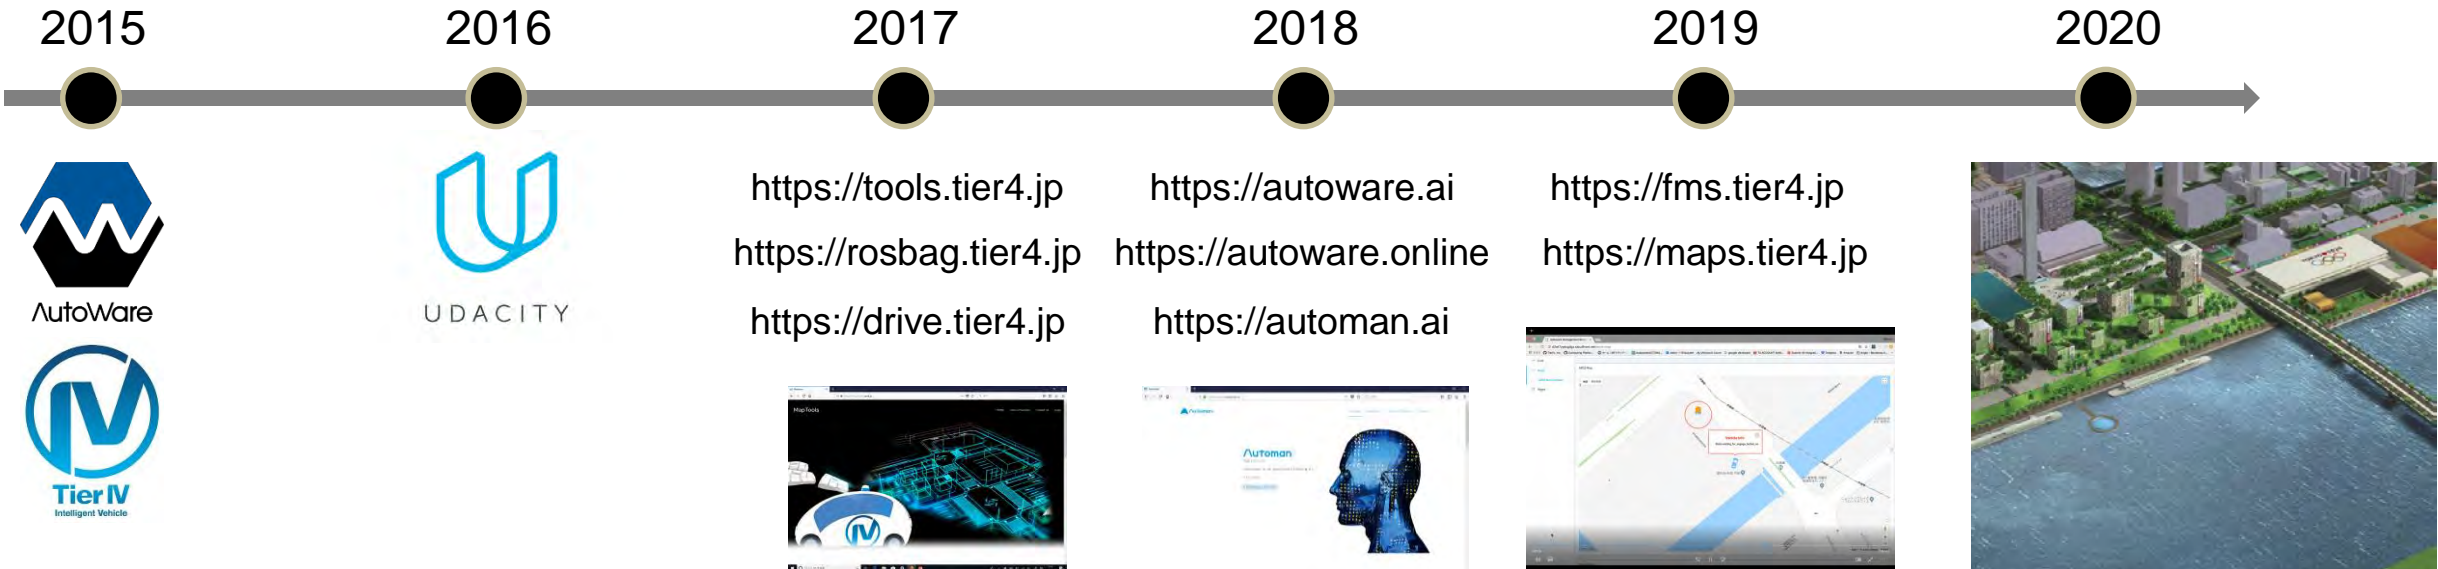 2015
2016
2017
2018
2019
2020
AutoWare
Tier IV
Intelligent Vehicle
UDACITY
https://tools.tier4.jp
https://rosbag.tier4.jp
https://drive.tier4.jp
MapTools
IV
https://autoware.ai
https://autoware.online
https://automan.ai
Automan
https://fms.tier4.jp
https://maps.tier4.jp